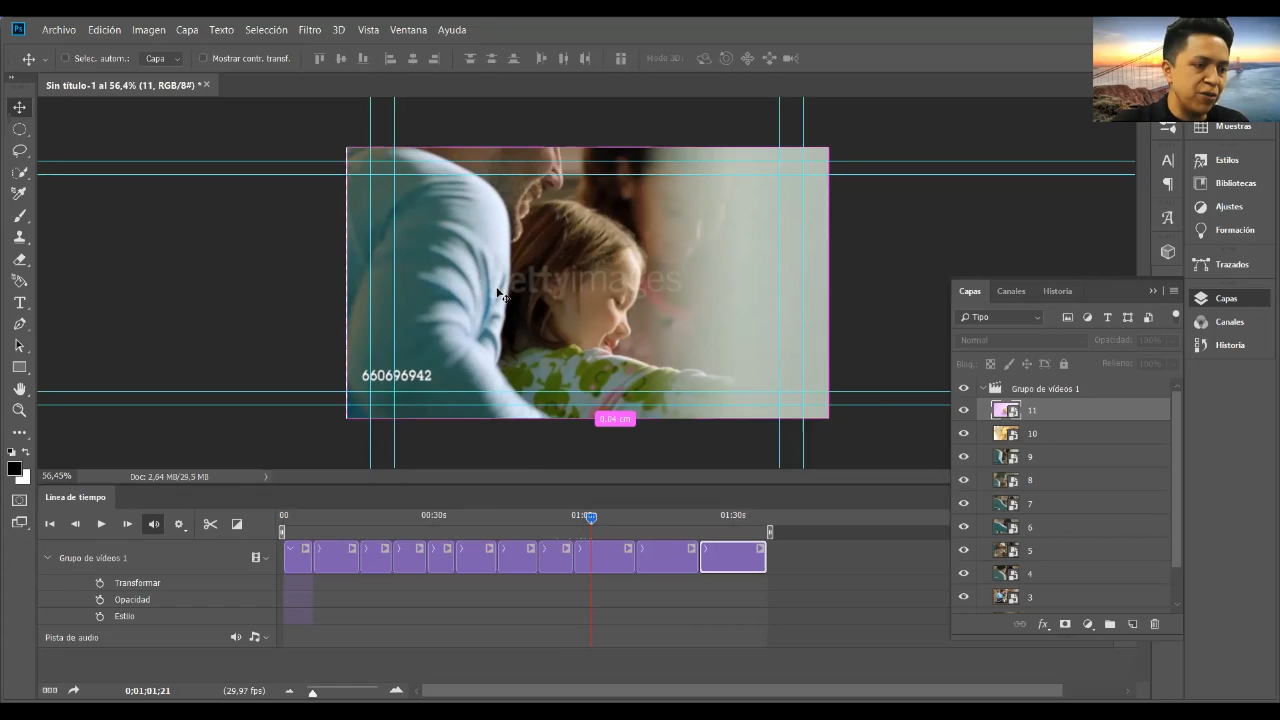 Ps Archivo Edición Imagen Capa Texto Selección Filtro 3D Vista Ventana Ayuda
Selec. autom.: Capa Mostrar contr. transf. Modo 3D:
Sin título-1 al 56,4% (11, RGB/8#) *
gettyimages
660696942
0,04 cm
56,45% Doc: 2,64 MB/29,5 MB
Línea de tiempo
00 00:30s 01:30s
Grupo de vídeos 1
Transformar
Opacidad
Estilo
Pista de audio
0;01;01;21 (29,97 fps)
Muestras
Estilos
Bibliotecas
Ajustes
Formación
Trazados
Capas
Canales
Historia
Capas Canales Historia
Tipo
Normal Opacidad: 100%
Bloq.: Relleno: 100%
Grupo de vídeos 1
11
10
9
8
7
6
5
4
3